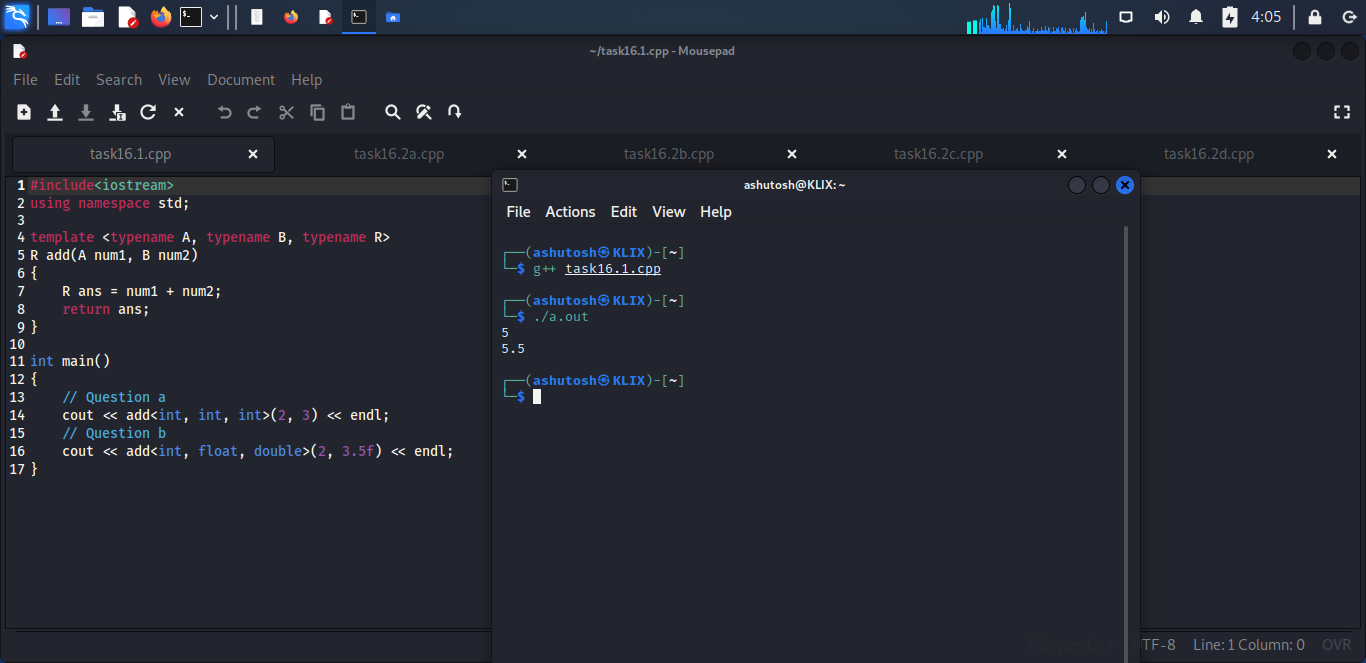 4:05
~/task16.1.cpp - Mousepad
File Edit Search View Document Help
task16.1.cpp task16.2a.cpp task16.2b.cpp task16.2c.cpp task16.2d.cpp
1 #include<iostream>
2 using namespace std;
3
4 template <typename A, typename B, typename R>
5 R add(A num1, B num2)
6 {
7     R ans = num1 + num2;
8     return ans;
9 }
10
11 int main()
12 {
13     // Question a
14     cout << add<int, int, int>(2, 3) << endl;
15     // Question b
16     cout << add<int, float, double>(2, 3.5f) << endl;
17 }
ashutosh@KLIX: ~
File Actions Edit View Help
┌──(ashutosh㉿KLIX)-[~]
└─$ g++ task16.1.cpp
┌──(ashutosh㉿KLIX)-[~]
└─$ ./a.out
5
5.5
┌──(ashutosh㉿KLIX)-[~]
└─$
TF-8 Line: 1 Column: 0 OVR